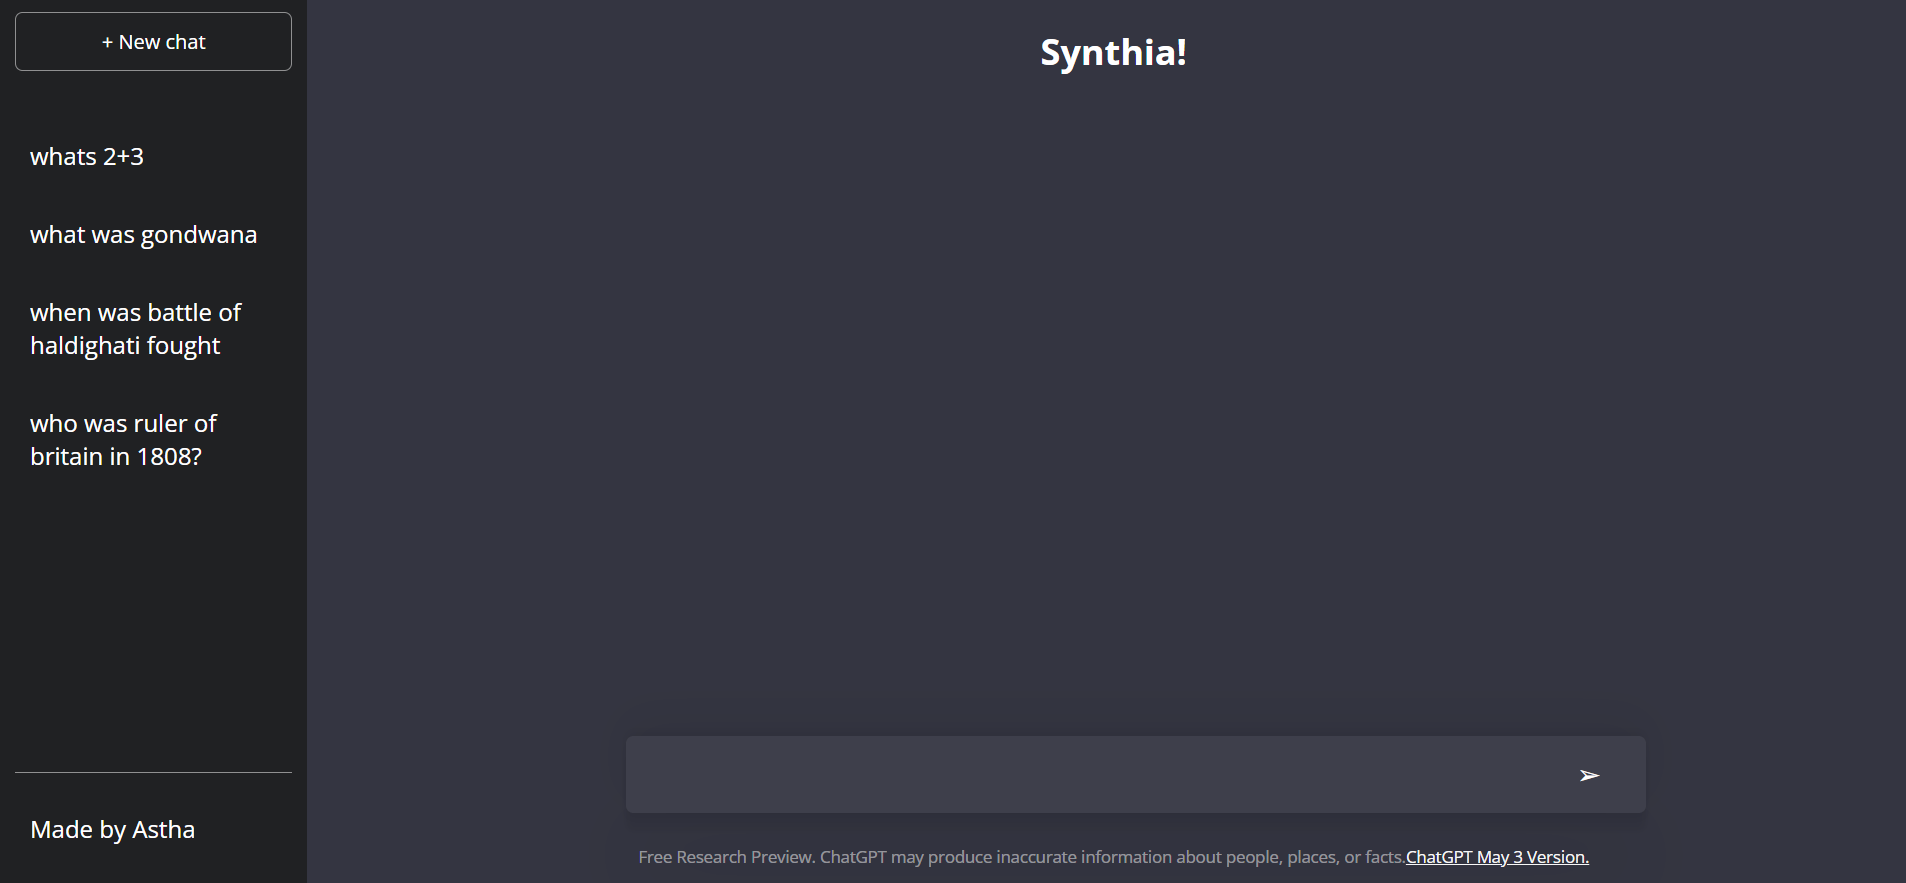 + New chat
whats 2+3
what was gondwana
when was battle of
haldighati fought
who was ruler of
britain in 1808?
Made by Astha
Synthia!
Free Research Preview. ChatGPT may produce inaccurate information about people, places, or facts.ChatGPT May 3 Version.